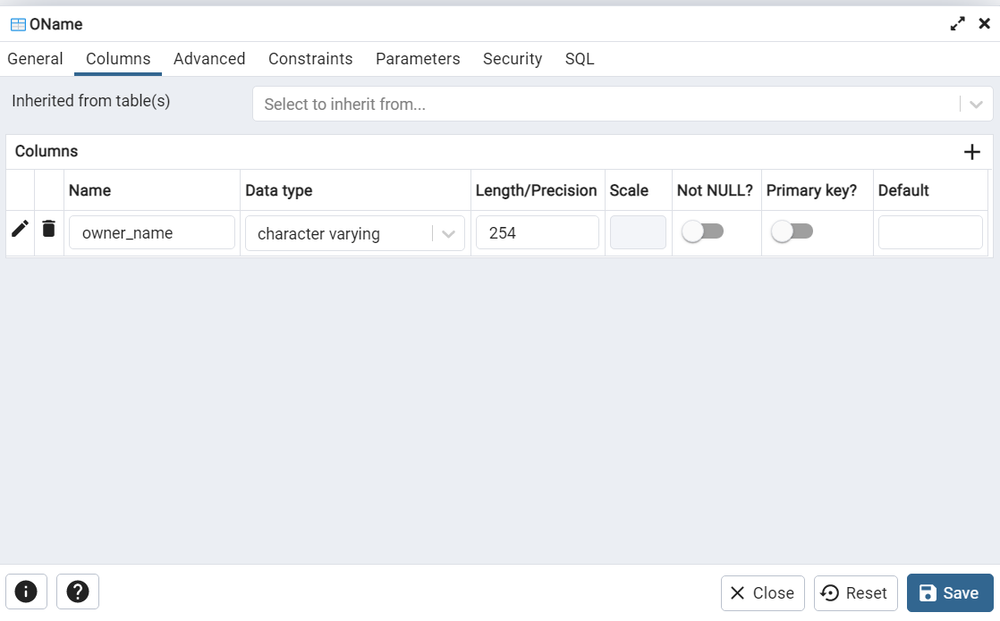 OName
General Columns Advanced Constraints Parameters Security SQL
Inherited from table(s) Select to inherit from...
Columns
Name Data type Length/Precision Scale Not NULL? Primary key? Default
owner_name character varying 254
Close Reset Save